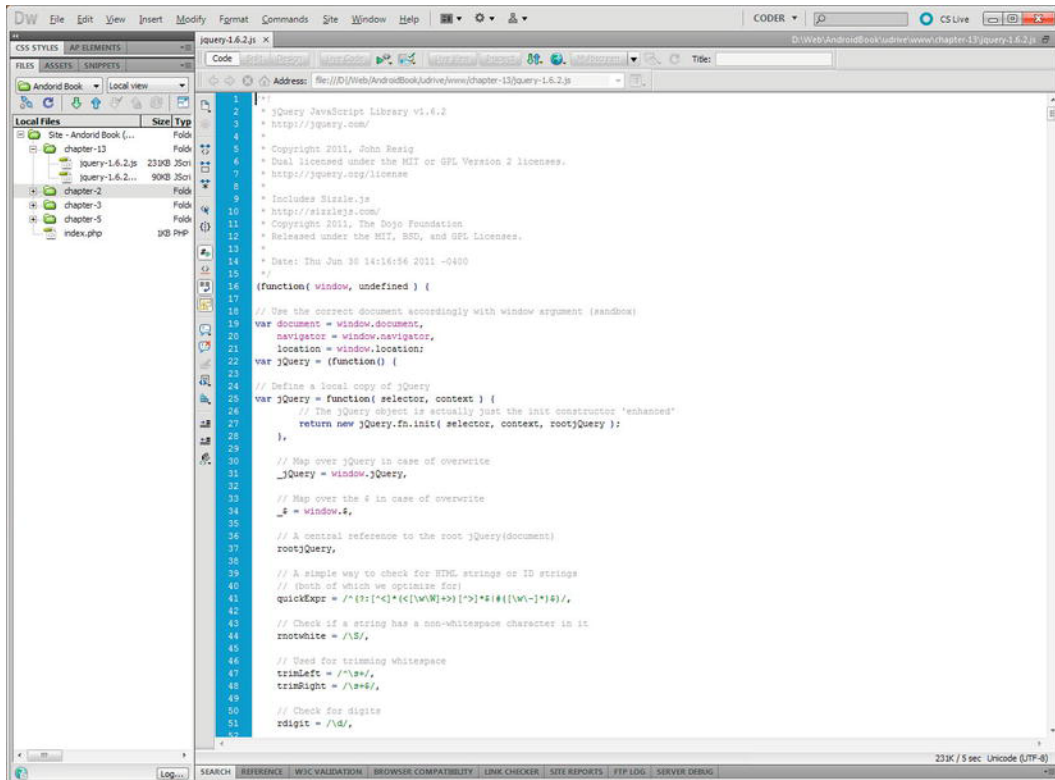 DW File Edit View Insert Modify Format Commands Site Window Help CODER CS Live
CSS STYLES AP ELEMENTS
jquery-1.6.2.js × D:\Web\AndroidBook\udrive\www\chapter-13\jquery-1.6.2.js
FILES ASSETS SNIPPETS
Code Split Design Live Code Live View Inspect Multiscreen Title:
Andorid Book Local view
Address: file:///D|/Web/AndroidBook/udrive/www/chapter-13/jquery-1.6.2.js
Local Files Size Typ
Site - Andorid Book (... Folde
chapter-13 Folde
jquery-1.6.2.js 231KB JScri
jquery-1.6.2... 90KB JScri
chapter-2 Folde
chapter-3 Folde
chapter-5 Folde
index.php 1KB PHP
1 /*!
2 * jQuery JavaScript Library v1.6.2
3 * http://jquery.com/
4 *
5 * Copyright 2011, John Resig
6 * Dual licensed under the MIT or GPL Version 2 licenses.
7 * http://jquery.org/license
8 *
9 * Includes Sizzle.js
10 * http://sizzlejs.com/
11 * Copyright 2011, The Dojo Foundation
12 * Released under the MIT, BSD, and GPL Licenses.
13 *
14 * Date: Thu Jun 30 14:16:56 2011 -0400
15 */
16 (function( window, undefined ) {
17
18 // Use the correct document accordingly with window argument (sandbox)
19 var document = window.document,
20 navigator = window.navigator,
21 location = window.location;
22 var jQuery = (function() {
23
24 // Define a local copy of jQuery
25 var jQuery = function( selector, context ) {
26 // The jQuery object is actually just the init constructor 'enhanced'
27 return new jQuery.fn.init( selector, context, rootjQuery );
28 },
29
30 // Map over jQuery in case of overwrite
31 _jQuery = window.jQuery,
32
33 // Map over the $ in case of overwrite
34 _$ = window.$,
35
36 // A central reference to the root jQuery(document)
37 rootjQuery,
38
39 // A simple way to check for HTML strings or ID strings
40 // (both of which we optimize for)
41 quickExpr = /^(?:[^<]*(<[\w\W]+>)[^>]*$|#([\w\-]*)$)/,
42
43 // Check if a string has a non-whitespace character in it
44 rnotwhite = /\S/,
45
46 // Used for trimming whitespace
47 trimLeft = /^\s+/,
48 trimRight = /\s+$/,
49
50 // Check for digits
51 rdigit = /\d/,
52
231K / 5 sec Unicode (UTF-8)
Log... SEARCH REFERENCE W3C VALIDATION BROWSER COMPATIBILITY LINK CHECKER SITE REPORTS FTP LOG SERVER DEBUG